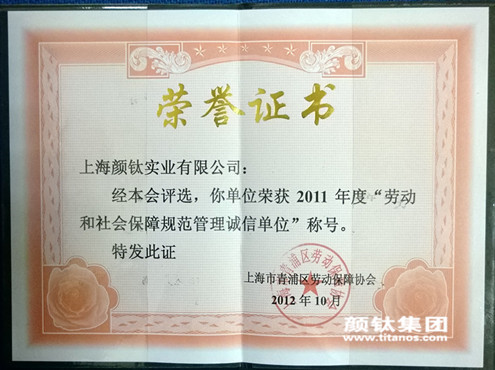 荣誉证书
上海颜钛实业有限公司：
经本会评选，你单位荣获 2011 年度“劳动
和社会保障规范管理诚信单位”称号。
特发此证
上海市青浦区劳动保障协会
2012 年 10 月
颜钛集团
www.titanos.com